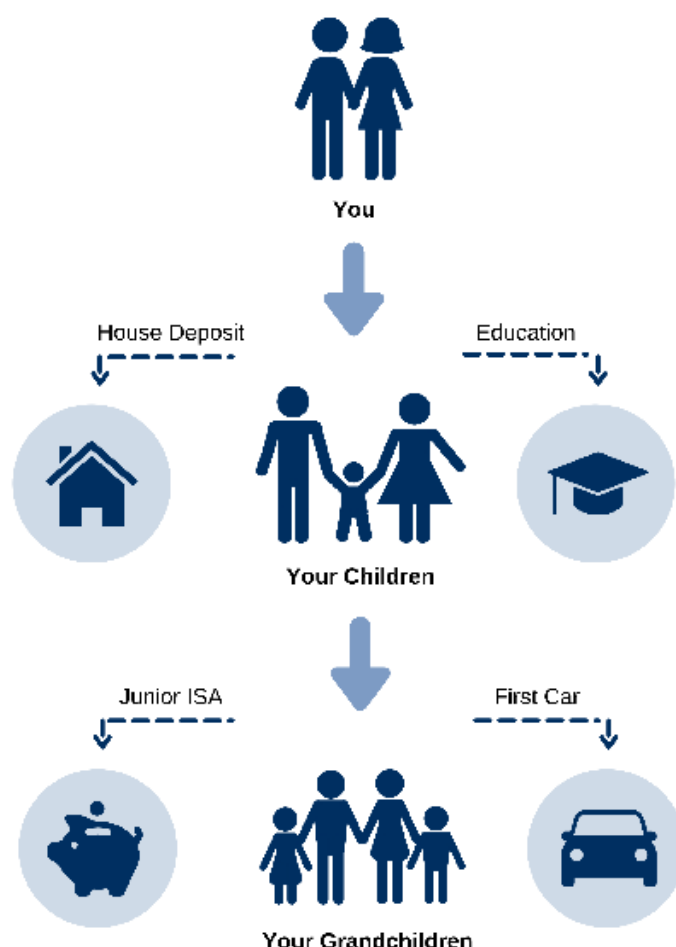 You
House Deposit
Education
Your Children
Junior ISA
First Car
Your Grandchildren